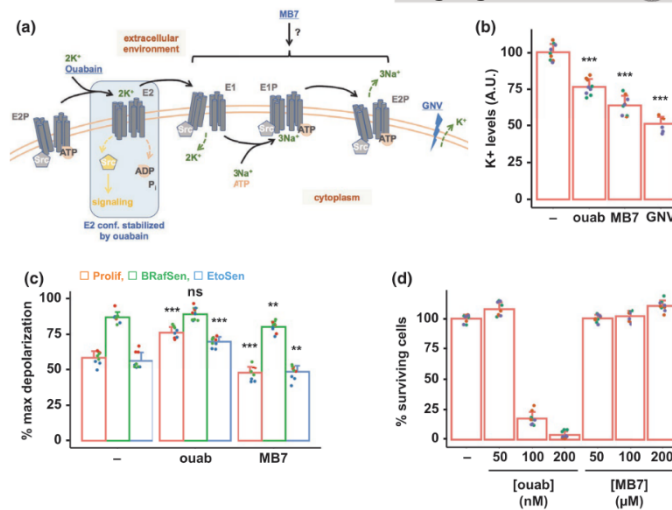 (a)
MB7
?
extracellular
environment
2K⁺
Ouabain
2K⁺ E2
E2P
E1
E1P
3Na⁺
E2P
GNV
K⁺
Src
ATP
Src
2K⁺
3Na⁺
ATP
3Na⁺
Src
ATP
Src
ATP
ADP
Pi
signaling
cytoplasm
E2 conf. stabilized
by ouabain
(b)
K+ levels (A.U.)
100
75
50
25
0
***
***
***
–
ouab
MB7
GNV
(c)
Prolif, BRafSen, EtoSen
% max depolarization
75
50
25
0
ns
***
***
***
**
**
–
ouab
MB7
(d)
% surviving cells
100
75
50
25
0
– 50 100 200 50 100 200
[ouab] [MB7]
(nM) (µM)